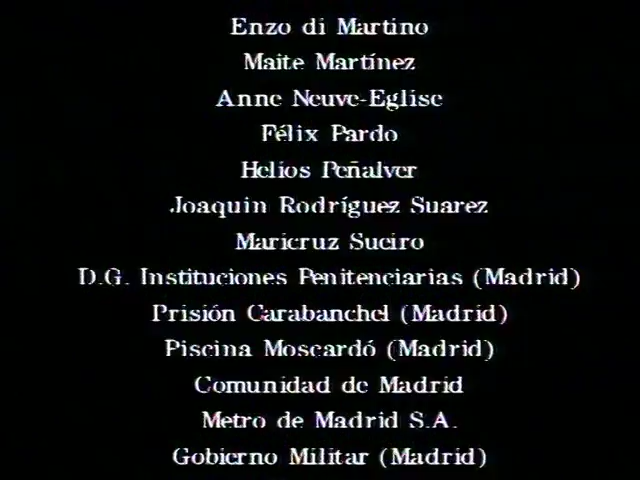 Enzo di Martino
Maite Martínez
Anne Neuve-Eglise
Félix Pardo
Helios Peñalver
Joaquin Rodríguez Suarez
Maricruz Sueiro
D.G. Instituciones Penitenciarias (Madrid)
Prisión Carabanchel (Madrid)
Piscina Moscardó (Madrid)
Comunidad de Madrid
Metro de Madrid S.A.
Gobierno Militar (Madrid)